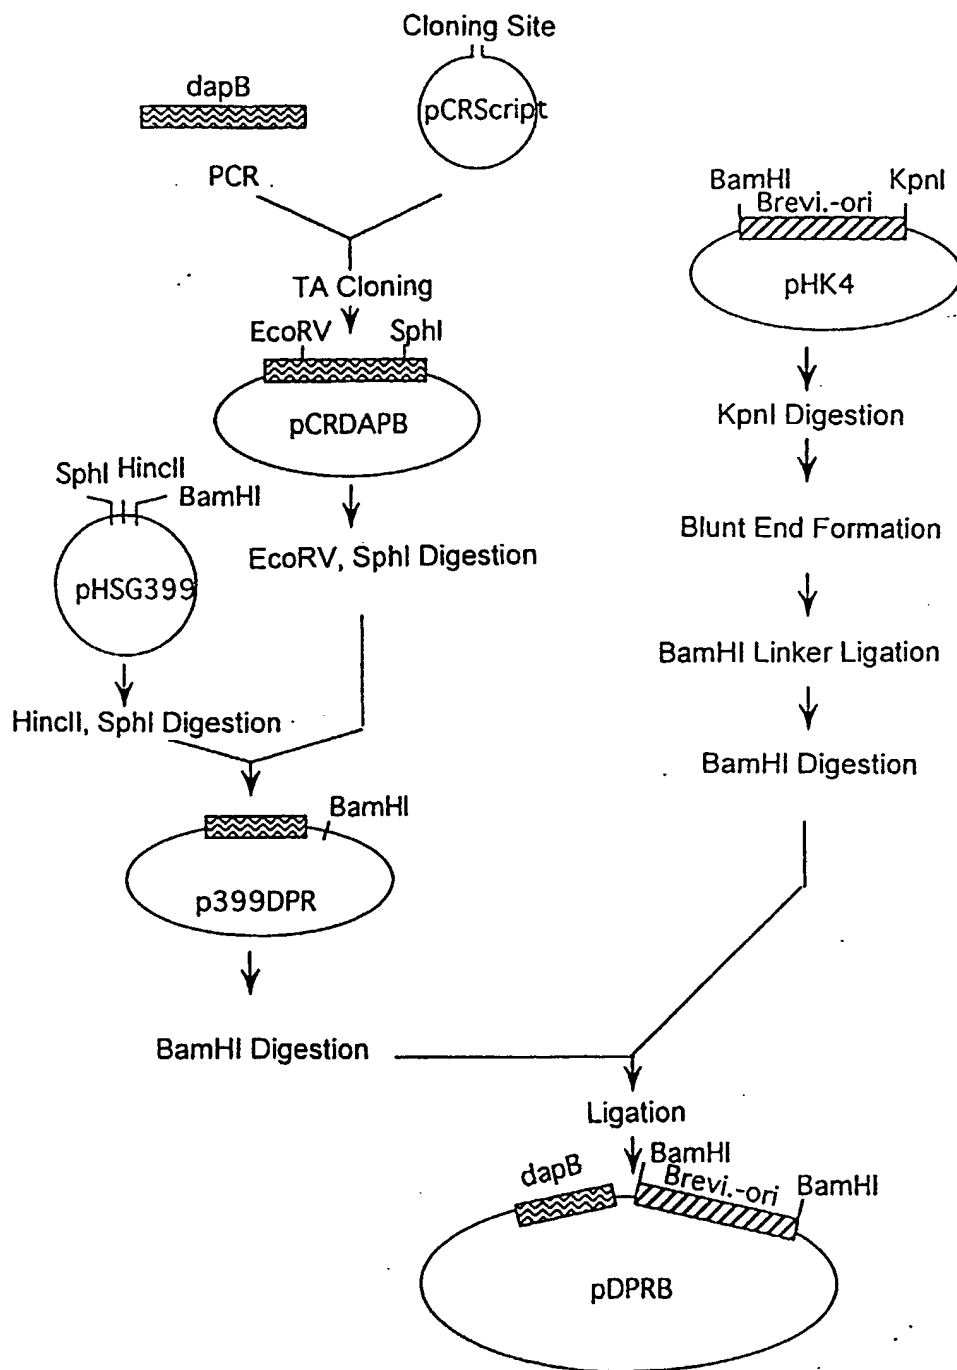 Cloning Site
dapB
pCRScript
PCR
TA Cloning
EcoRV SphI
pCRDAPB
SphI HincII
BamHI
pHSG399
EcoRV, SphI Digestion
HincII, SphI Digestion
BamHI
p399DPR
BamHI Digestion
BamHI KpnI
Brevi.-ori
pHK4
KpnI Digestion
Blunt End Formation
BamHI Linker Ligation
BamHI Digestion
Ligation
dapB
BamHI
Brevi.-ori
BamHI
pDPRB